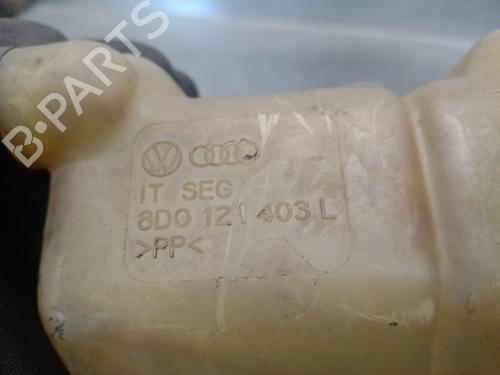 B-PARTS
IT SEG
8D0 121 403 L
>PP<